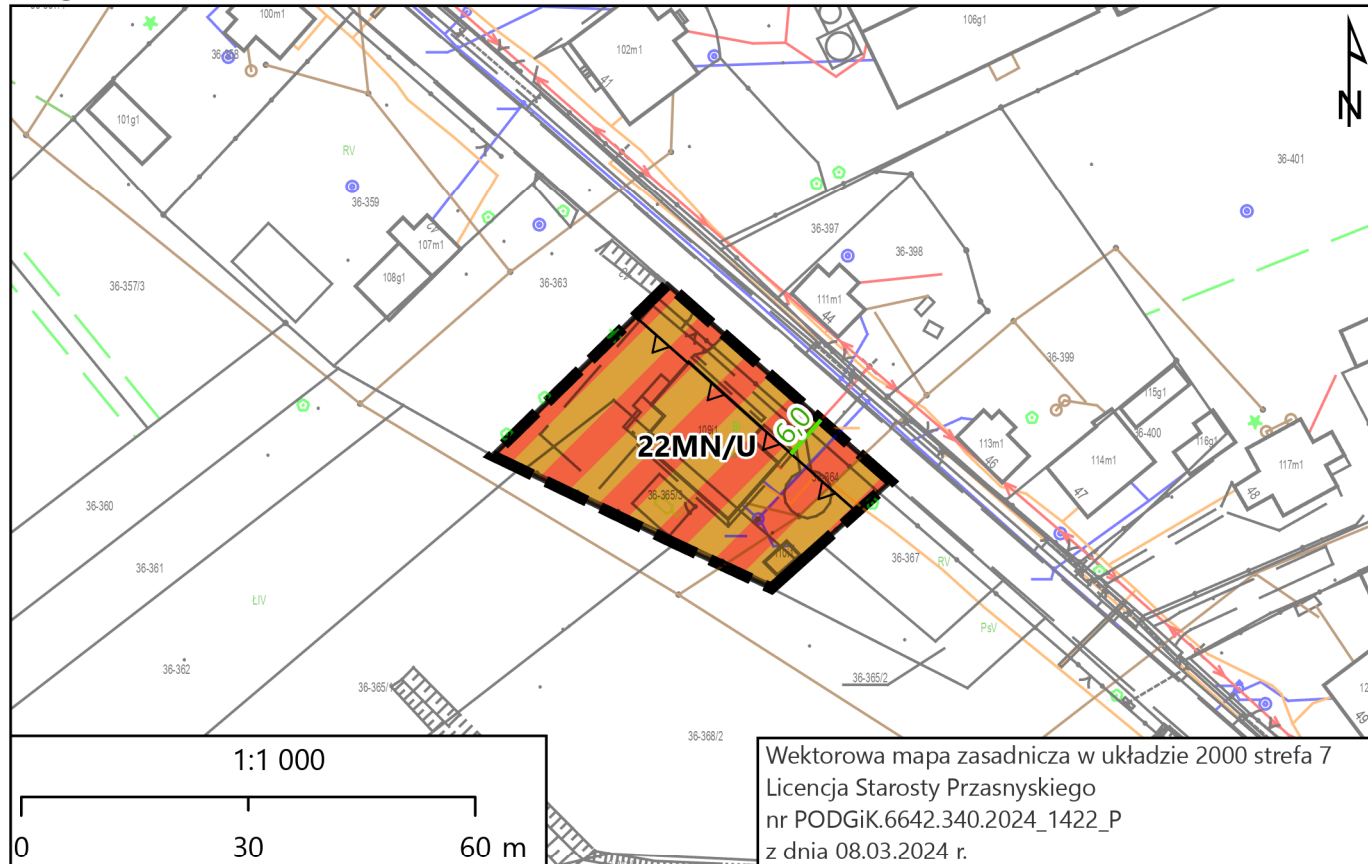 100m1
36-358
101g1
RV
36-359
107m1
108g1
36-357/3
102m1
41
106g1
N
36-401
36-397
36-398
111m1
44
36-363
36-399
115g1
36-400
116g1
113m1
46
114m1
47
117m1
48
6,0
109i1
22MN/U
36-365/3
36-367
RV
PsV
36-360
36-361
ŁIV
36-362
36-365/2
36-368/2
49
1:1 000
0 30 60 m
Wektorowa mapa zasadnicza w układzie 2000 strefa 7
Licencja Starosty Przasnyskiego
nr PODGiK.6642.340.2024_1422_P
z dnia 08.03.2024 r.